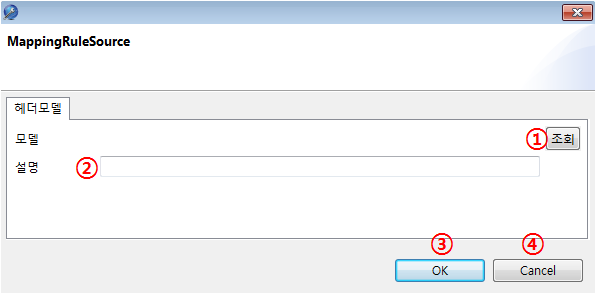 MappingRuleSource
헤더모델
모델 ① 조회
설명 ②
③ ④
OK Cancel